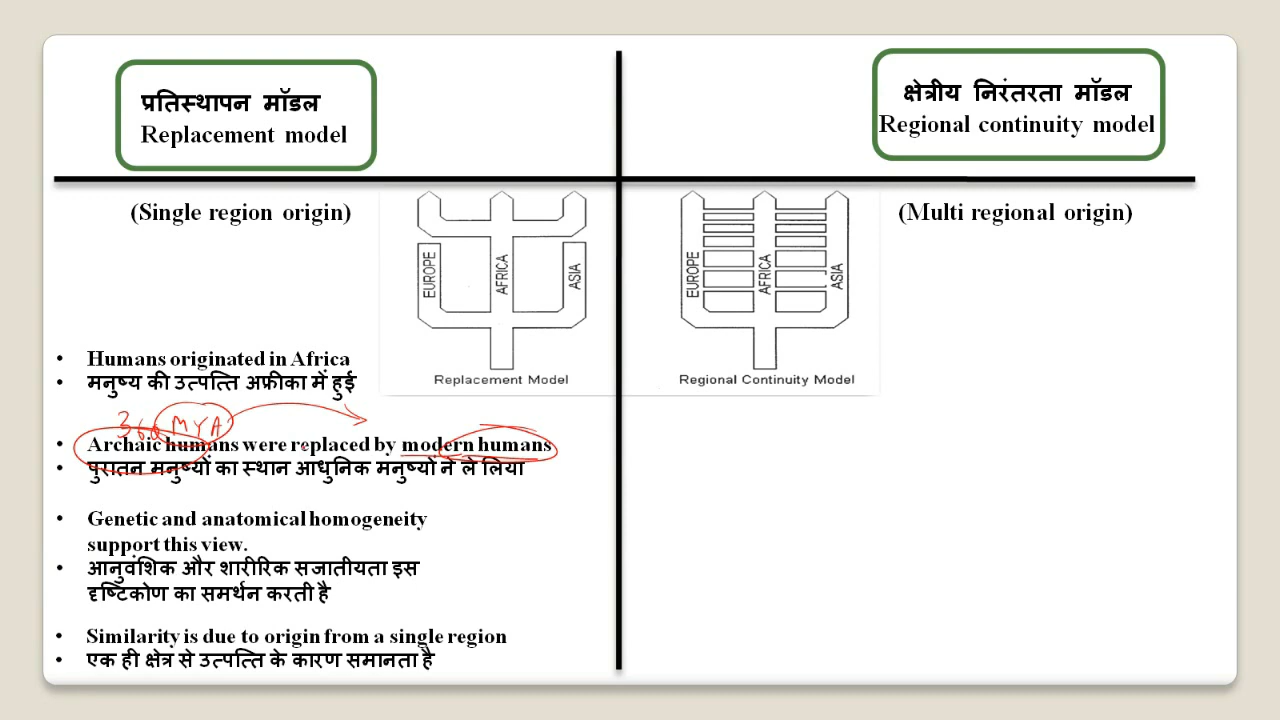 प्रतिस्थापन मॉडल
Replacement model
क्षेत्रीय निरंतरता मॉडल
Regional continuity model
(Single region origin)
(Multi regional origin)
EUROPE
AFRICA
ASIA
Replacement Model
EUROPE
AFRICA
ASIA
Regional Continuity Model
• Humans originated in Africa
• मनुष्य की उत्पत्ति अफ्रीका में हुई
MYA
• Archaic humans were replaced by modern humans
• पुरातन मनुष्यों का स्थान आधुनिक मनुष्यों ने ले लिया
• Genetic and anatomical homogeneity
support this view.
• आनुवंशिक और शारीरिक सजातीयता इस
दृष्टिकोण का समर्थन करती है
• Similarity is due to origin from a single region
• एक ही क्षेत्र से उत्पत्ति के कारण समानता है